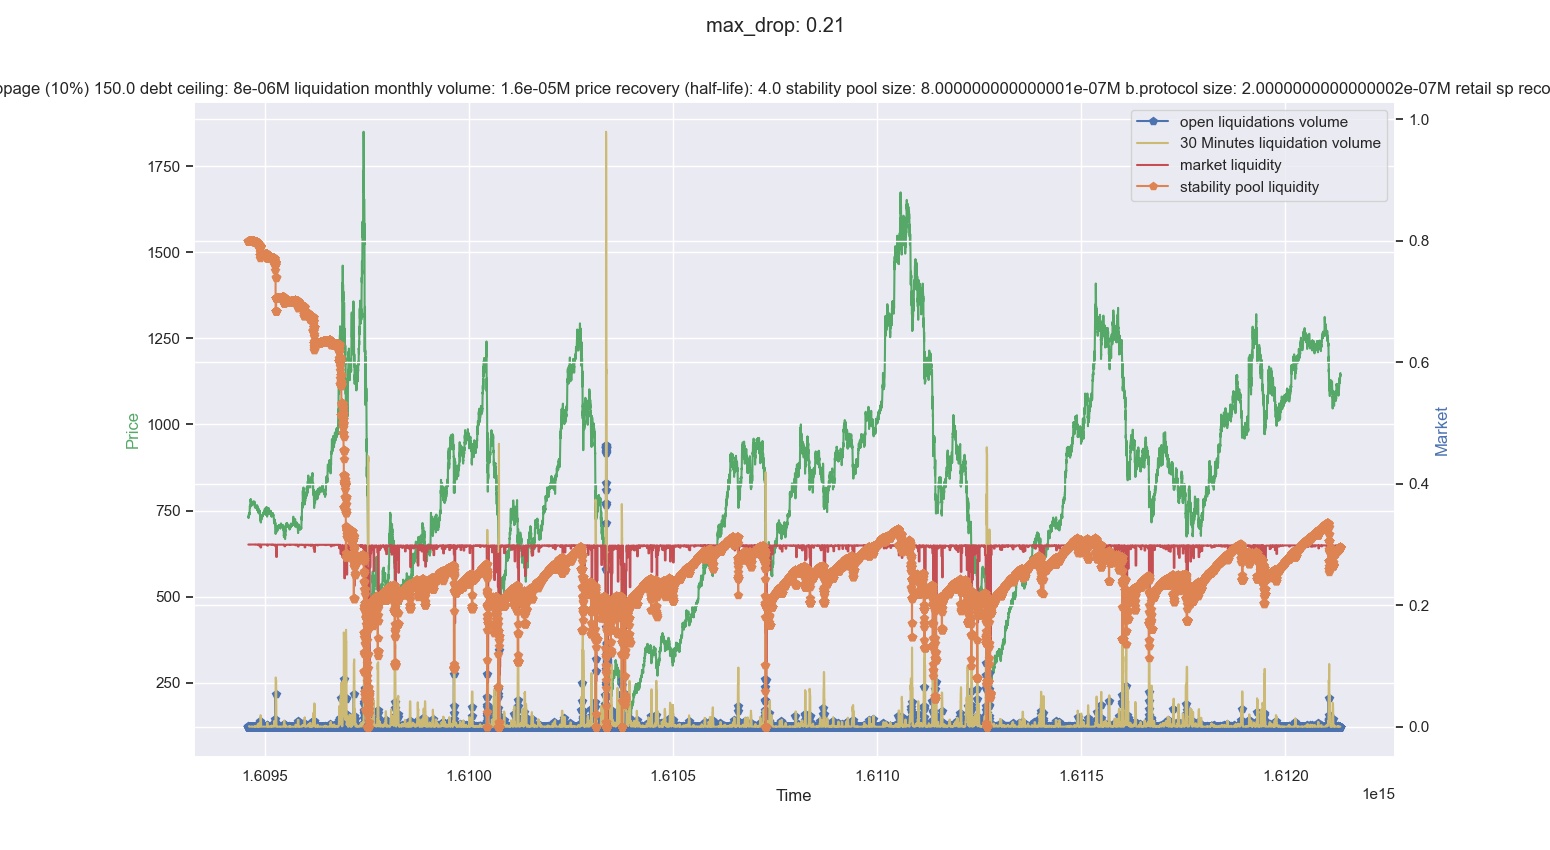 max_drop: 0.21
(10%) 150.0 debt ceiling: 8e-06M liquidation monthly volume: 1.6e-05M price recovery (half-life): 4.0 stability pool size: 8.000000000000001e-07M b.protocol size: 2.0000000000000002e-07M retail sp
open liquidations volume
30 Minutes liquidation volume
market liquidity
stability pool liquidity
1750
1500
1250
1000
750
500
250
Price
1.0
0.8
0.6
0.4
0.2
0.0
Market
1.6095 1.6100 1.6105 1.6110 1.6115 1.6120
Time
1e15